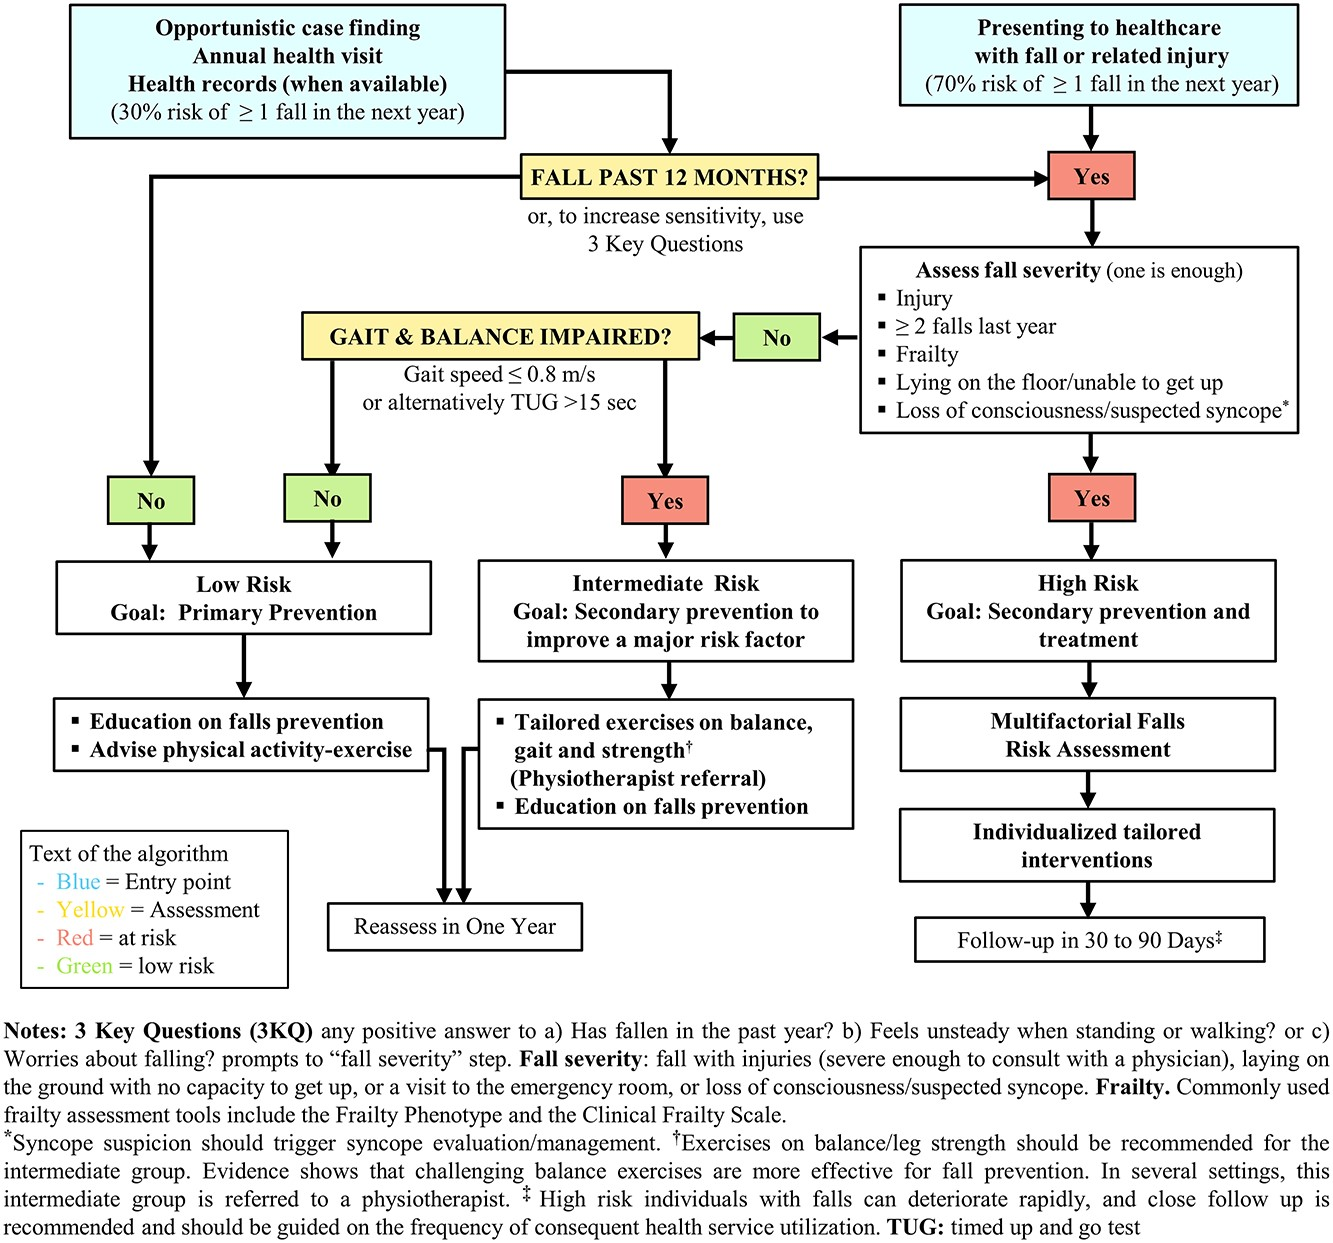 Opportunistic case finding
Annual health visit
Health records (when available)
(30% risk of ≥ 1 fall in the next year)
Presenting to healthcare
with fall or related injury
(70% risk of ≥ 1 fall in the next year)
FALL PAST 12 MONTHS?
Yes
or, to increase sensitivity, use
3 Key Questions
Assess fall severity (one is enough)
▪ Injury
▪ ≥ 2 falls last year
▪ Frailty
▪ Lying on the floor/unable to get up
▪ Loss of consciousness/suspected syncope*
No
GAIT & BALANCE IMPAIRED?
Gait speed ≤ 0.8 m/s
or alternatively TUG >15 sec
No
No
Yes
Yes
Low Risk
Goal: Primary Prevention
Intermediate Risk
Goal: Secondary prevention to
improve a major risk factor
High Risk
Goal: Secondary prevention and
treatment
▪ Education on falls prevention
▪ Advise physical activity-exercise
▪ Tailored exercises on balance,
gait and strength†
(Physiotherapist referral)
▪ Education on falls prevention
Multifactorial Falls
Risk Assessment
Individualized tailored
interventions
Text of the algorithm
- Blue = Entry point
- Yellow = Assessment
- Red = at risk
- Green = low risk
Reassess in One Year
Follow-up in 30 to 90 Days‡
Notes: 3 Key Questions (3KQ) any positive answer to a) Has fallen in the past year? b) Feels unsteady when standing or walking? or c)
Worries about falling? prompts to “fall severity” step. Fall severity: fall with injuries (severe enough to consult with a physician), laying on
the ground with no capacity to get up, or a visit to the emergency room, or loss of consciousness/suspected syncope. Frailty. Commonly used
frailty assessment tools include the Frailty Phenotype and the Clinical Frailty Scale.
*Syncope suspicion should trigger syncope evaluation/management. †Exercises on balance/leg strength should be recommended for the
intermediate group. Evidence shows that challenging balance exercises are more effective for fall prevention. In several settings, this
intermediate group is referred to a physiotherapist. ‡ High risk individuals with falls can deteriorate rapidly, and close follow up is
recommended and should be guided on the frequency of consequent health service utilization. TUG: timed up and go test